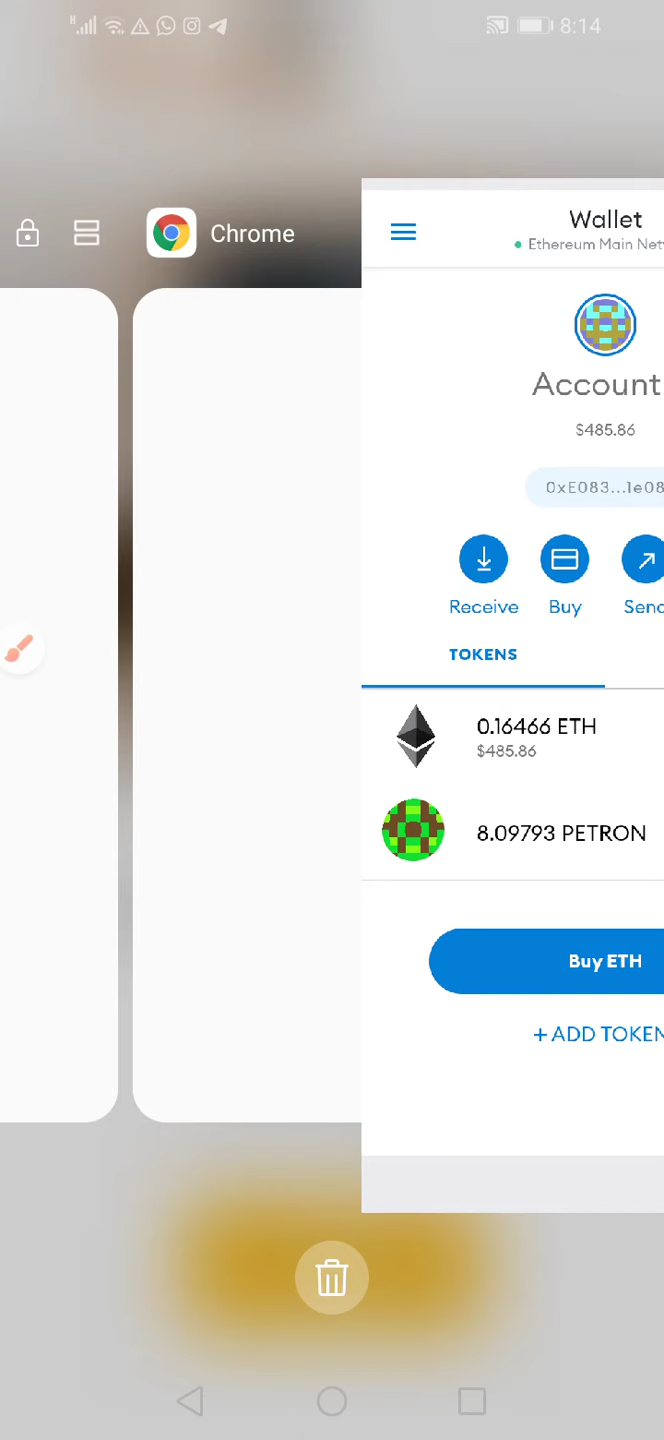 H 8:14
Chrome
Wallet
Ethereum Main Netw
Account
$485.86
0xE083...1e08
Receive
Buy
Send
TOKENS
0.16466 ETH
$485.86
8.09793 PETRON
Buy ETH
+ ADD TOKEN